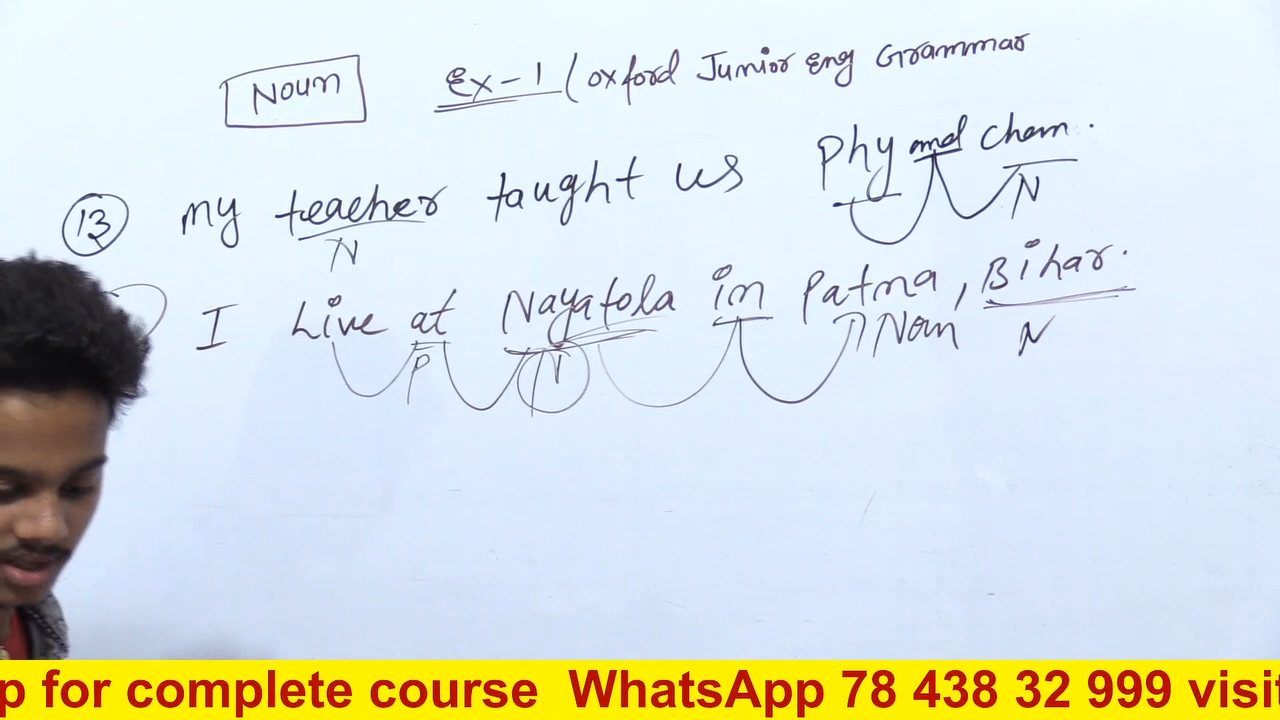 Noun Ex-1 (Oxford Junior Eng Grammar
13 my teacher taught us Phy and Chem.
N N
I Live at Nayatola in Patna, Bihar.
P N Noun N
p for complete course WhatsApp 78 438 32 999 visit